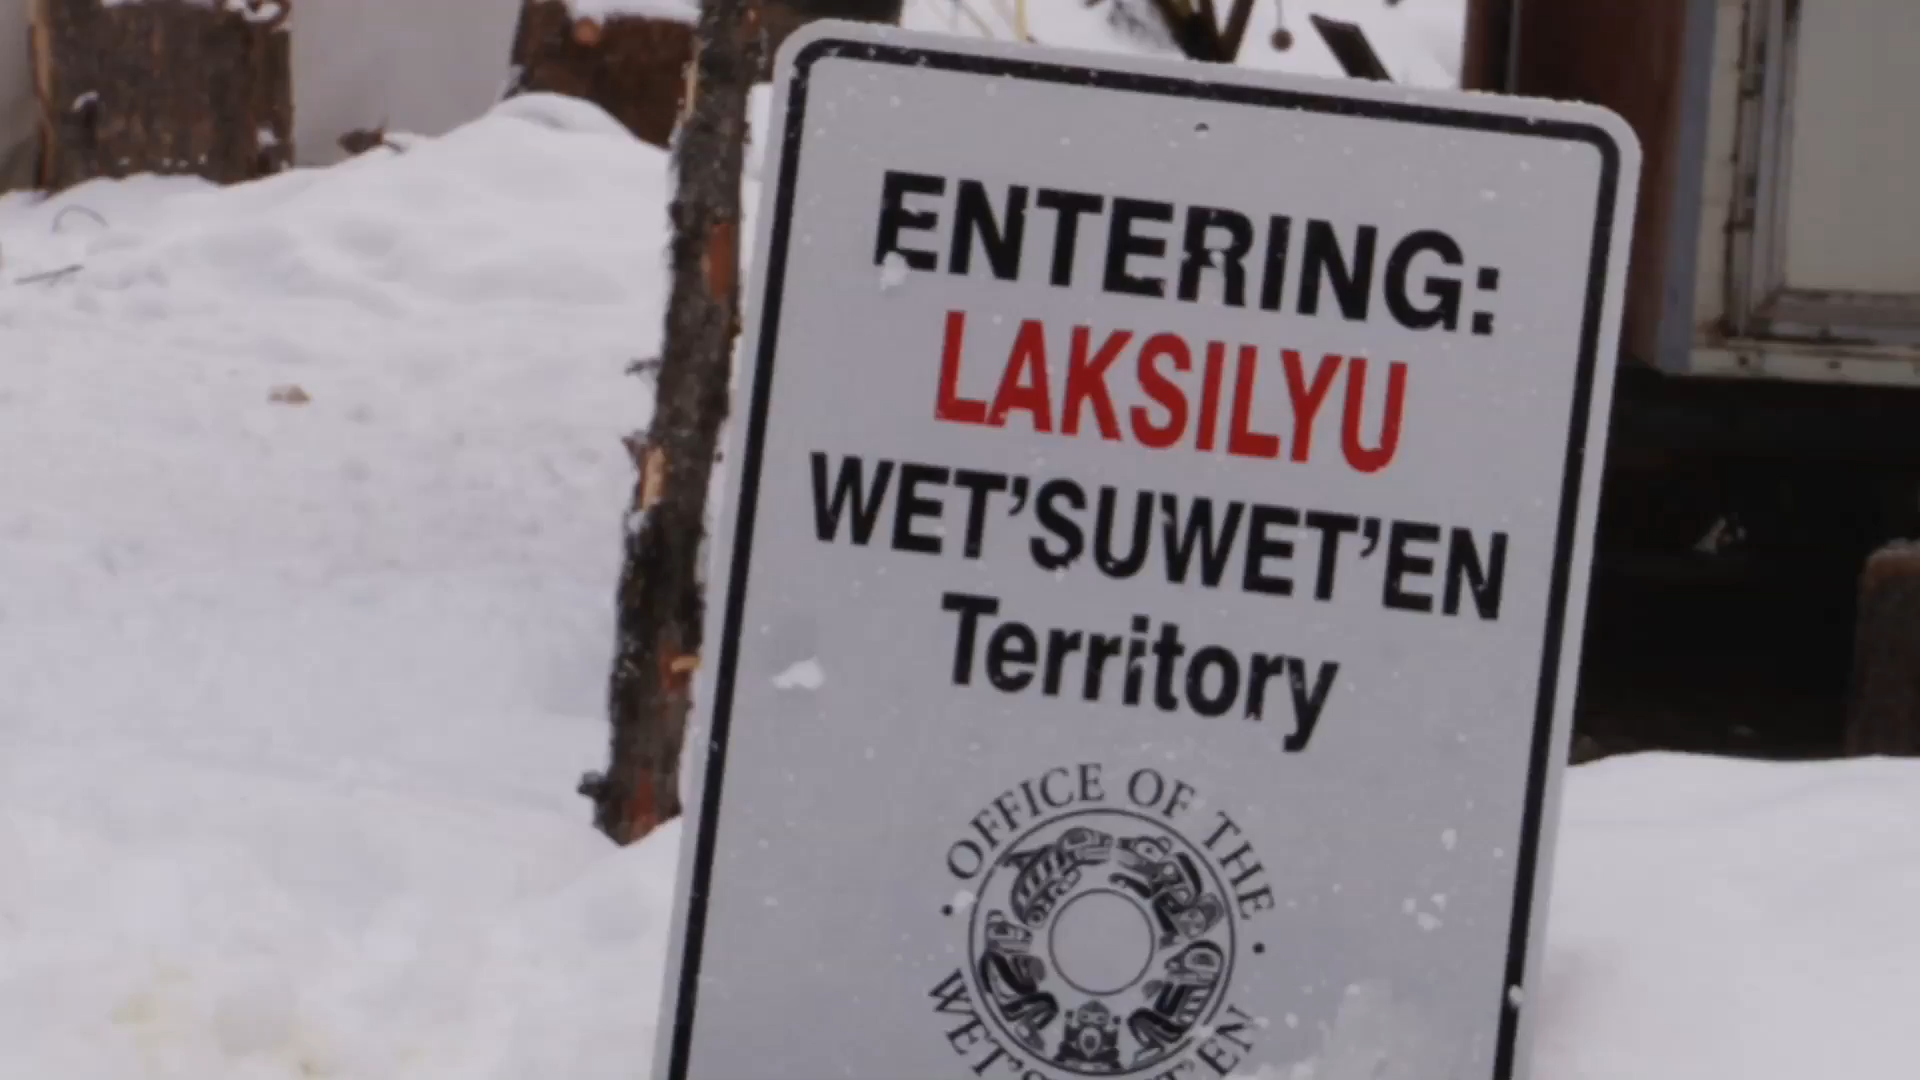 ENTERING:
LAKSILYU
WET'SUWET'EN
Territory
• OFFICE OF THE •